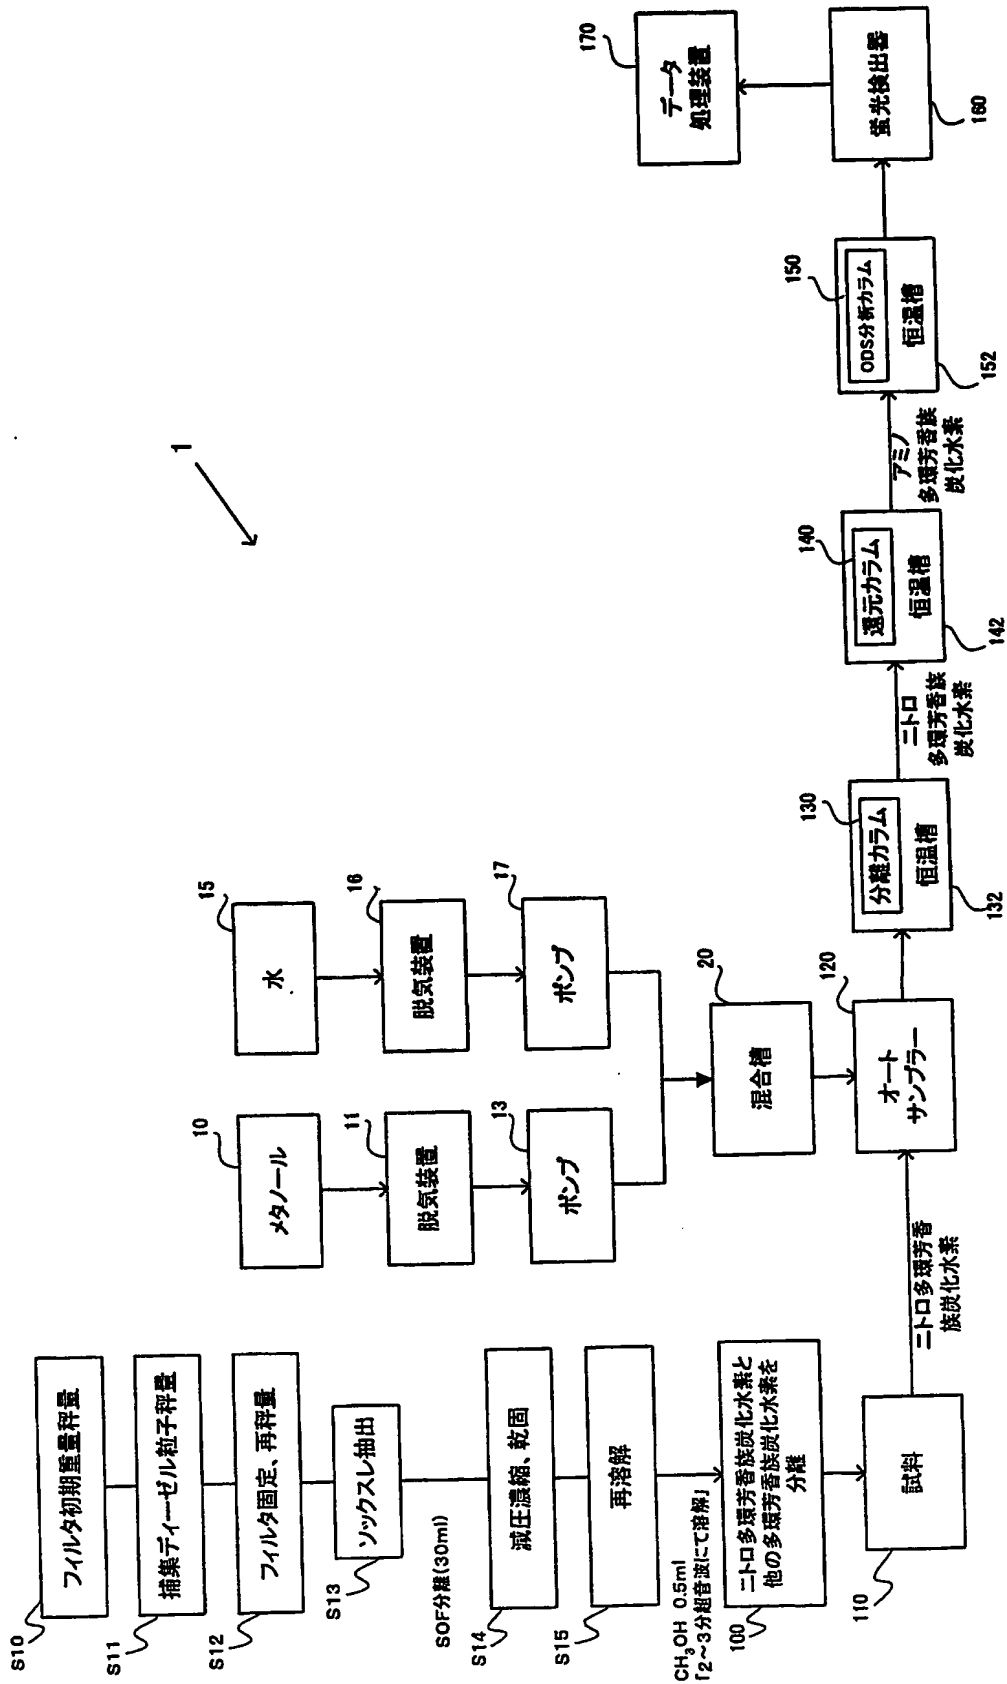 1
S10
フィルタ初期重量秤量
S11
捕集ディーゼル粒子秤量
S12
フィルタ固定、再秤量
S13
ソックスレ抽出
SOF分離(30ml)
S14
減圧濃縮、乾固
S15
再溶解
CH₃OH 0.5ml
「2~3分超音波にて溶解」
100
ニトロ多環芳香族炭化水素と
他の多環芳香族炭化水素を
分離
110
試料
ニトロ多環芳香
族炭化水素
10
メタノール
11
脱気装置
13
ポンプ
15
水
16
脱気装置
17
ポンプ
20
混合槽
120
オート
サンプラー
130
分離カラム
恒温槽
132
ニトロ
多環芳香族
炭化水素
140
還元カラム
恒温槽
142
アミノ
多環芳香族
炭化水素
150
ODS分析カラム
恒温槽
152
蛍光検出器
160
170
データ
処理装置